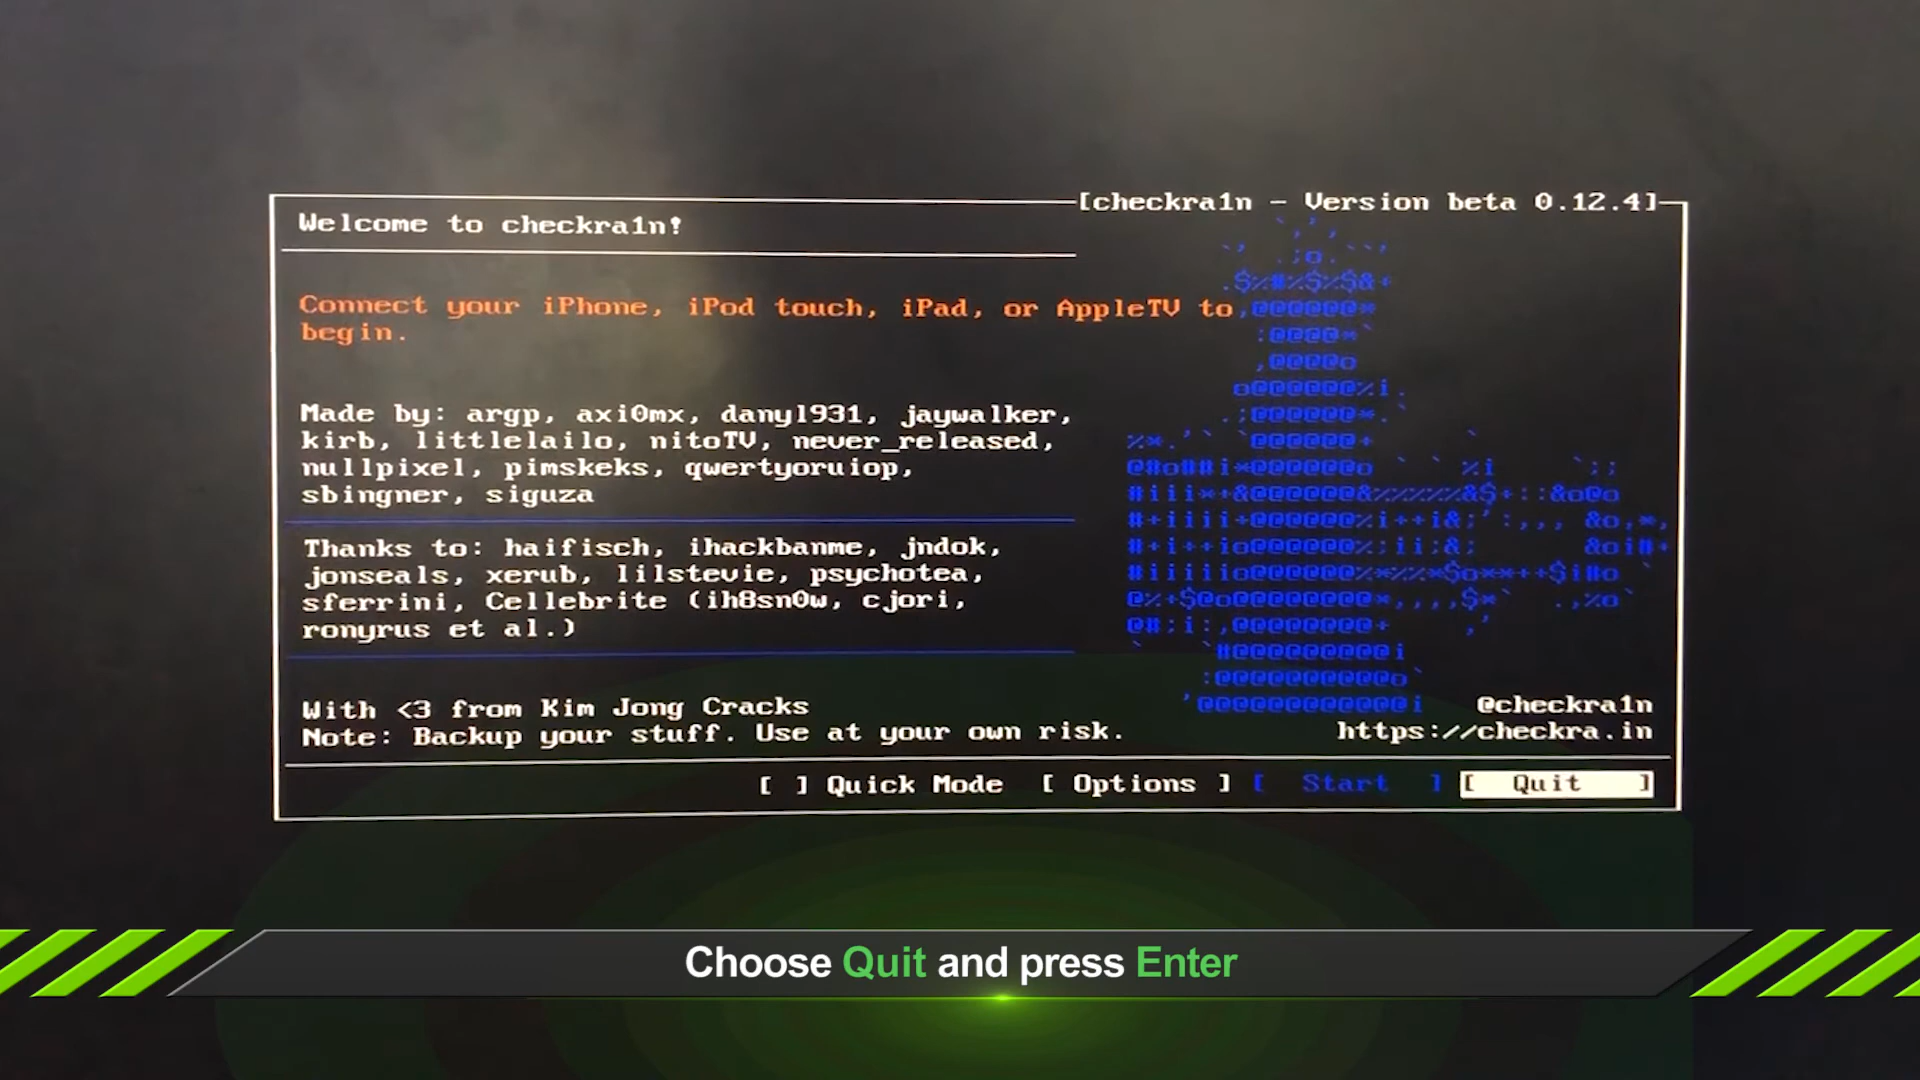 [checkra1n - Version beta 0.12.4]
Welcome to checkra1n!
Connect your iPhone, iPod touch, iPad, or AppleTV to
begin.
Made by: argp, axi0mx, danyl931, jaywalker,
kirb, littlelailo, nitoTV, never_released,
nullpixel, pimskeks, qwertyoruiop,
sbingner, siguza
Thanks to: haifisch, ihackbanme, jndok,
jonseals, xerub, lilstevie, psychotea,
sferrini, Cellebrite (ih8sn0w, cjori,
ronyrus et al.)
With <3 from Kim Jong Cracks
Note: Backup your stuff. Use at your own risk.
@checkra1n
https://checkra.in
[ ] Quick Mode [ Options ] [ Start ] [ Quit ]
Choose Quit and press Enter